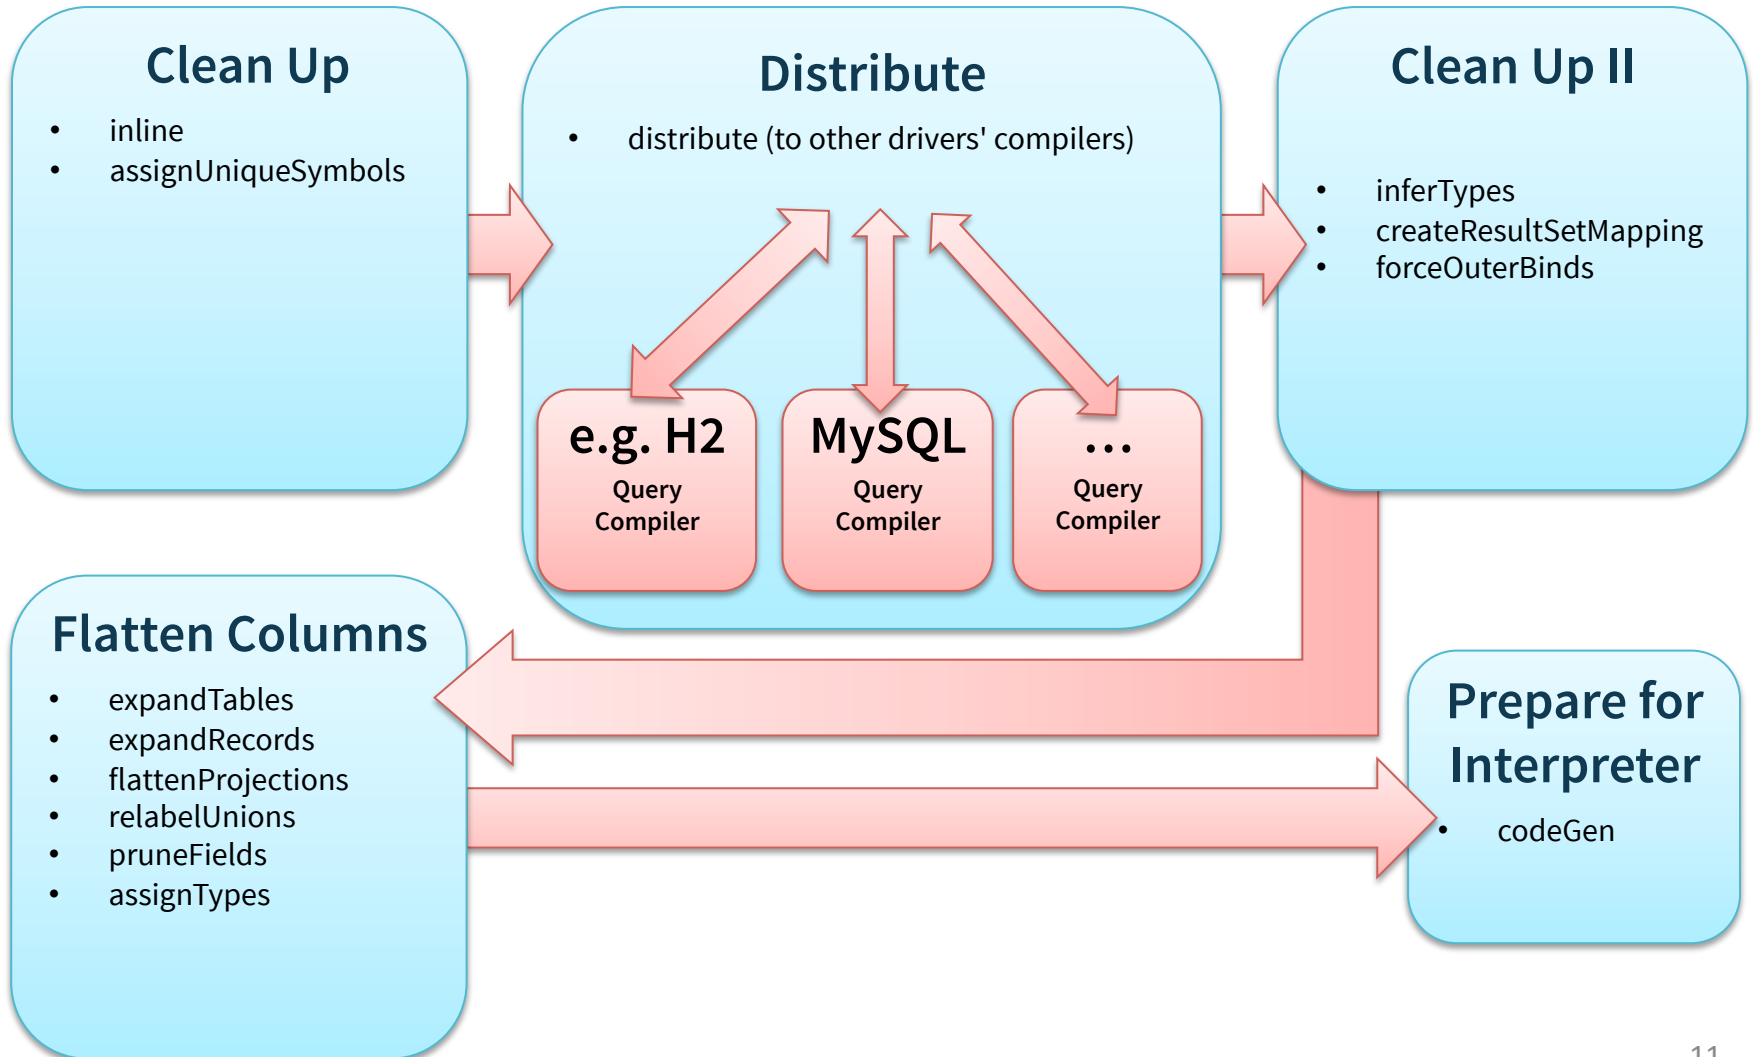 Clean Up
• inline
• assignUniqueSymbols
Distribute
• distribute (to other drivers' compilers)
e.g. H2
Query
Compiler
MySQL
Query
Compiler
...
Query
Compiler
Clean Up II
• inferTypes
• createResultSetMapping
• forceOuterBinds
Flatten Columns
• expandTables
• expandRecords
• flattenProjections
• relabelUnions
• pruneFields
• assignTypes
Prepare for
Interpreter
• codeGen
11